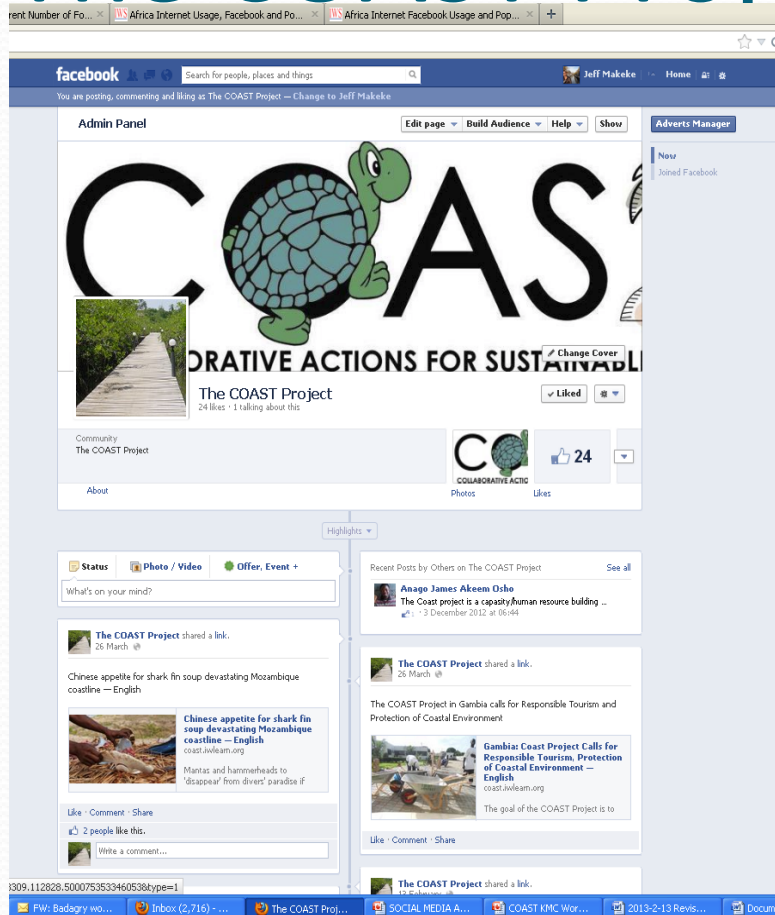 The COAST Proj
rent Number of Fo... × Africa Internet Usage, Facebook and Po... × Africa Internet Facebook Usage and Pop... × +
facebook Search for people, places and things Jeff Makeke Home
You are posting, commenting and liking as The COAST Project — Change to Jeff Makeke
Admin Panel Edit page Build Audience Help Show Adverts Manager
Now
Joined Facebook
COAS
ORATIVE ACTIONS FOR SUSTAINABL
Change Cover
The COAST Project
24 likes · 1 talking about this
Liked
Community
The COAST Project
CO
COLLABORATIVE ACTIO
24
About Photos Likes
Highlights
Status Photo / Video Offer, Event +
What's on your mind?
Recent Posts by Others on The COAST Project See all
Anago James Akeem Osho
The Coast project is a capasity/human resource building ...
1 · 3 December 2012 at 06:44
The COAST Project shared a link.
26 March
Chinese appetite for shark fin soup devastating Mozambique
coastline — English
Chinese appetite for shark fin
soup devastating Mozambique
coastline — English
coast.iwlearn.org
Mantas and hammerheads to
'disappear' from divers' paradise if
Like · Comment · Share
2 people like this.
Write a comment...
The COAST Project shared a link.
26 March
The COAST Project in Gambia calls for Responsible Tourism and
Protection of Coastal Environment
Gambia: Coast Project Calls for
Responsible Tourism, Protection
of Coastal Environment —
English
coast.iwlearn.org
The goal of the COAST Project is to
Like · Comment · Share
The COAST Project shared a link.
13 February
3309.112828.500075353346053&type=1
FW: Badagry wo... Inbox (2,716) - ... The COAST Proj... SOCIAL MEDIA A... COAST KMC Wor... 2013-2-13 Revis... Docum